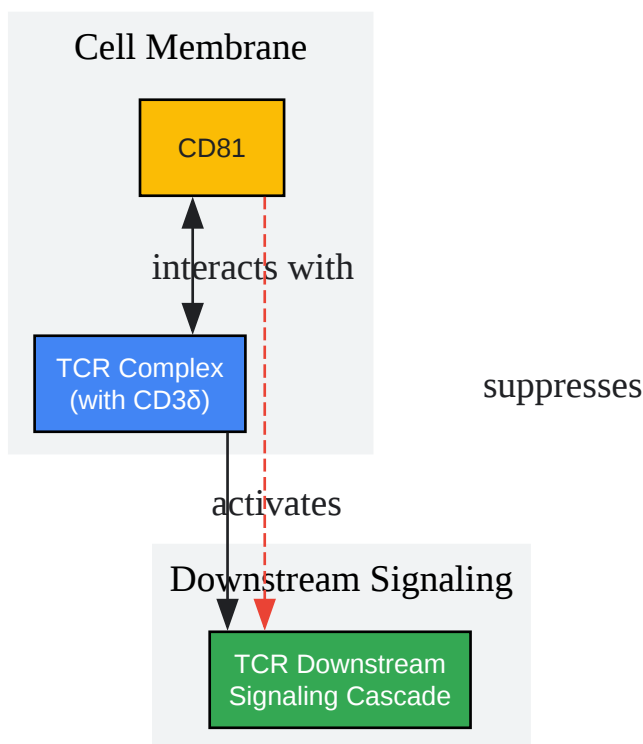 Cell Membrane
CD81
interacts with
TCR Complex
(with CD3δ)
suppresses
activates
Downstream Signaling
TCR Downstream
Signaling Cascade